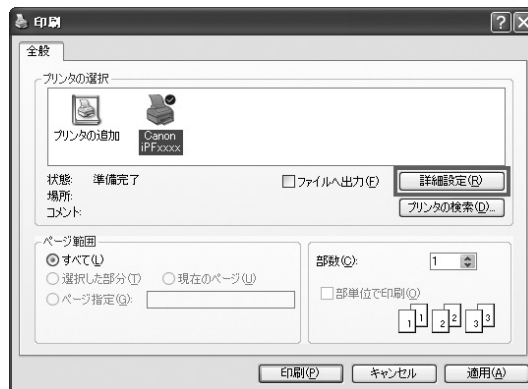 印刷
全般
プリンタの選択
プリンタの追加
Canon
iPFxxxx
状態: 準備完了
場所:
コメント:
ファイルへ出力(F)
詳細設定(R)
プリンタの検索(D)...
ページ範囲
すべて(L)
選択した部分(T) 現在のページ(U)
ページ指定(G):
部数(C): 1
部単位で印刷(O)
1 1 2 2 3 3
印刷(P) キャンセル 適用(A)